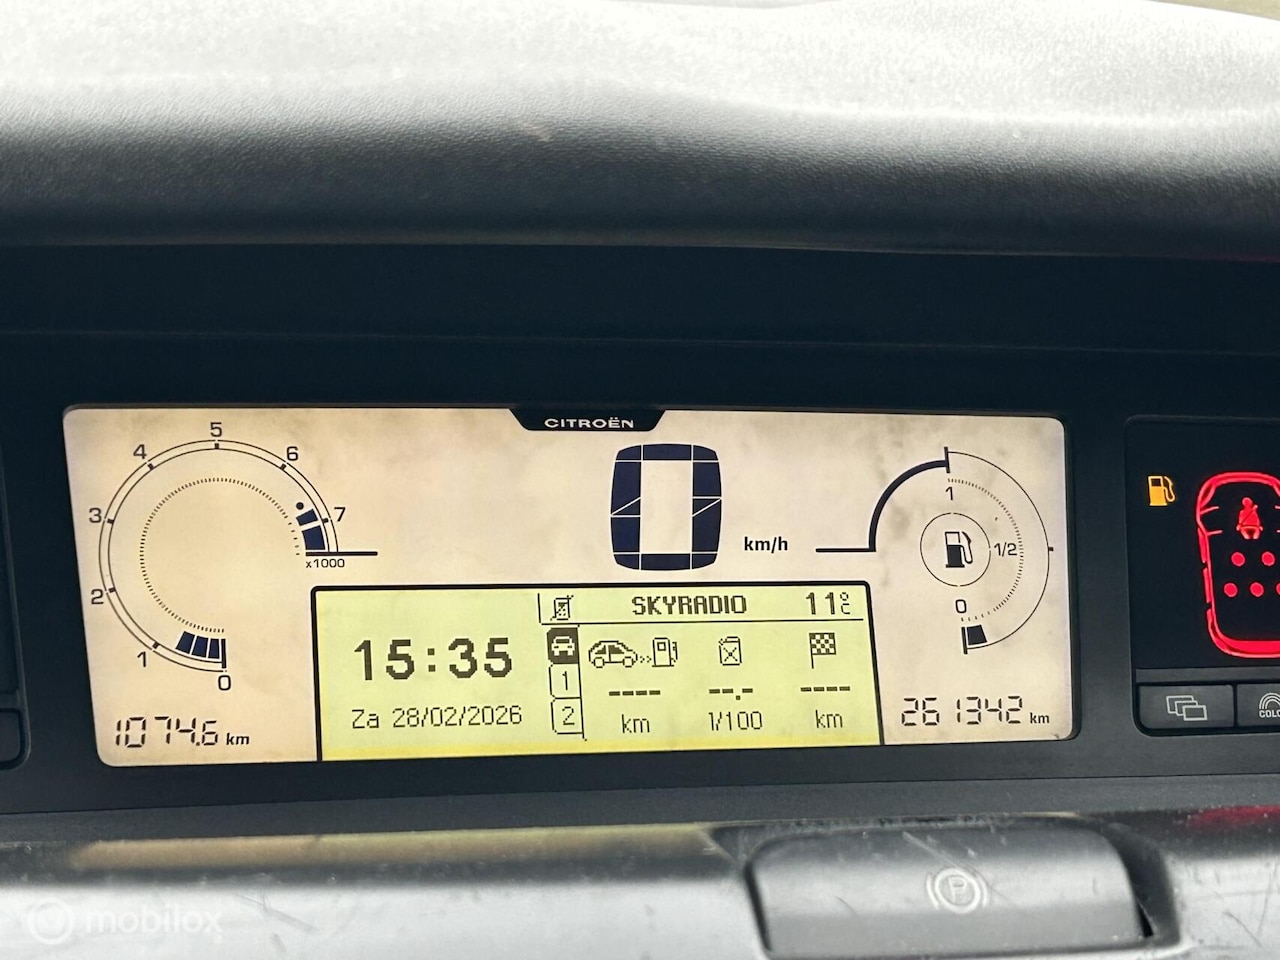 CITROËN
5
4
6
3
7
2
x1000
1
0
0
km/h
1
1/2
0
SKYRADIO 11°C
15:35
Za 28/02/2026
1
2
---- km
--.- l/100
---- km
1074.6 km
261342 km
COLO
P
mobilox